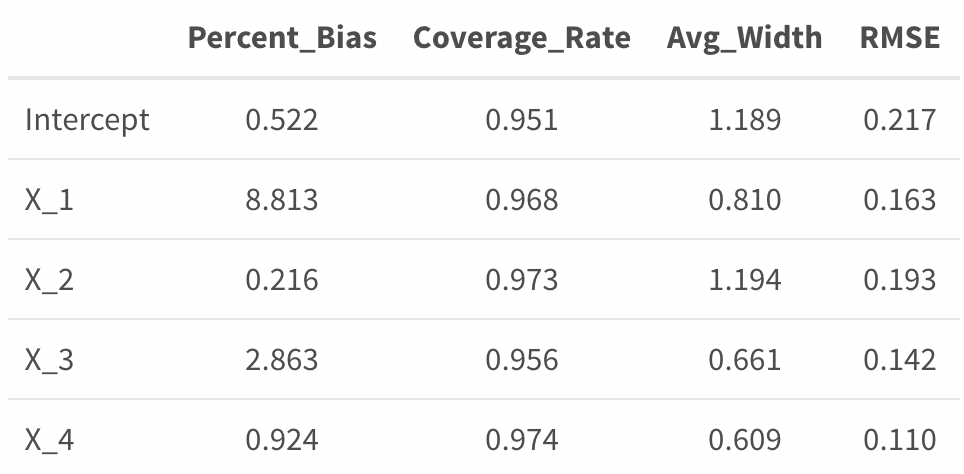 Percent_Bias Coverage_Rate Avg_Width RMSE
Intercept 0.522 0.951 1.189 0.217
X_1 8.813 0.968 0.810 0.163
X_2 0.216 0.973 1.194 0.193
X_3 2.863 0.956 0.661 0.142
X_4 0.924 0.974 0.609 0.110